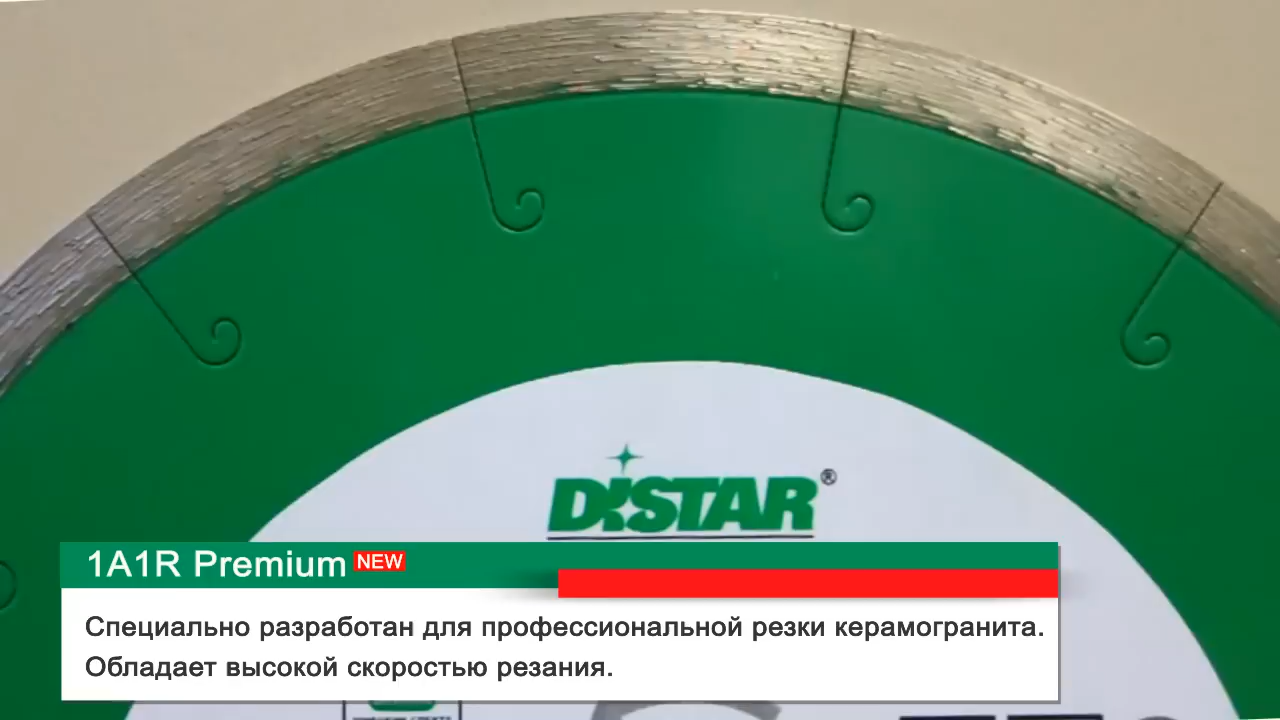 DiSTAR®
1A1R Premium NEW
Специально разработан для профессиональной резки керамогранита.
Обладает высокой скоростью резания.